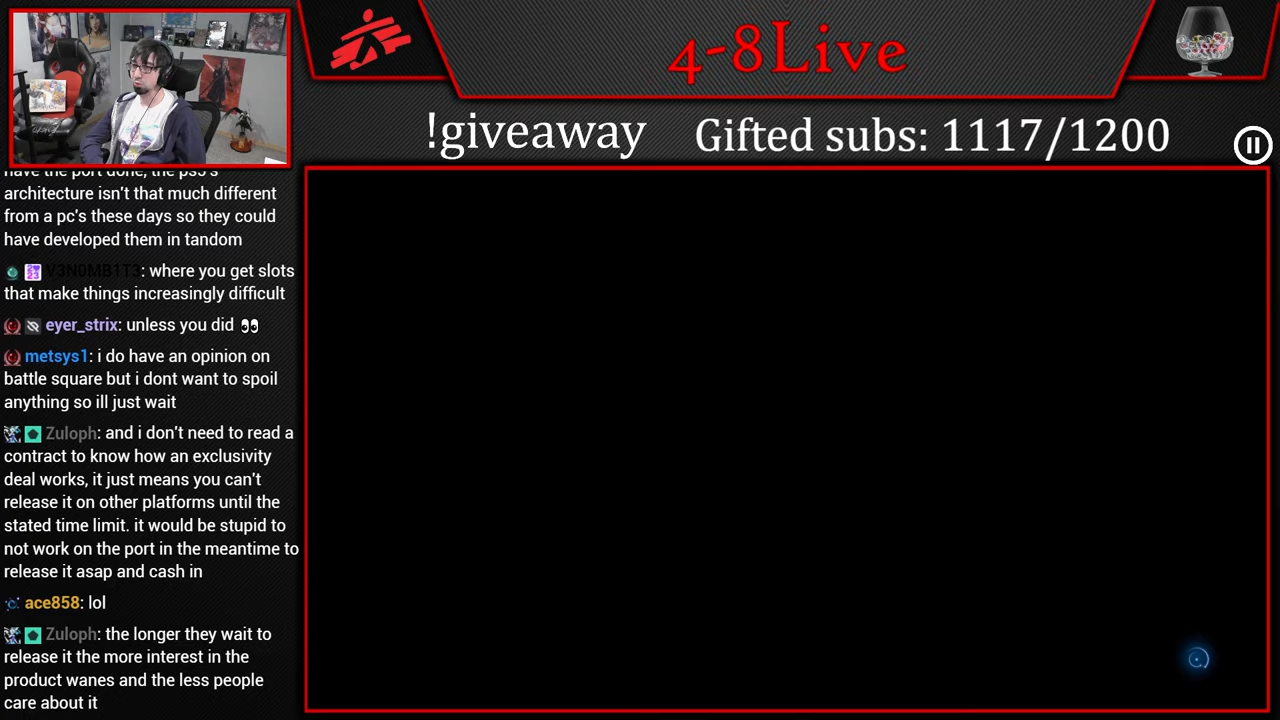 4-8Live
!giveaway
Gifted subs: 1117/1200
have the port done, the ps5's
architecture isn't that much different
from a pc's these days so they could
have developed them in tandom
V3N0MB1T3: where you get slots
that make things increasingly difficult
eyer_strix: unless you did 👀
metsys1: i do have an opinion on
battle square but i dont want to spoil
anything so ill just wait
Zuloph: and i don't need to read a
contract to know how an exclusivity
deal works, it just means you can't
release it on other platforms until the
stated time limit. it would be stupid to
not work on the port in the meantime to
release it asap and cash in
ace858: lol
Zuloph: the longer they wait to
release it the more interest in the
product wanes and the less people
care about it